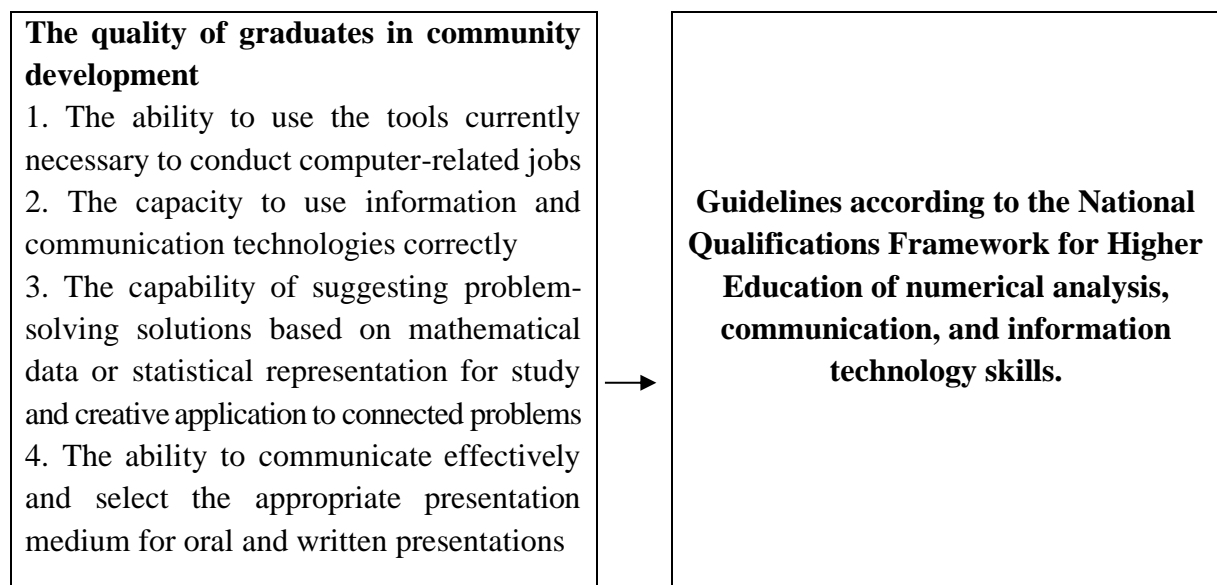 The quality of graduates in community
development
1. The ability to use the tools currently
necessary to conduct computer-related jobs
2. The capacity to use information and
communication technologies correctly
3. The capability of suggesting problem-
solving solutions based on mathematical
data or statistical representation for study
and creative application to connected problems
4. The ability to communicate effectively
and select the appropriate presentation
medium for oral and written presentations
Guidelines according to the National
Qualifications Framework for Higher
Education of numerical analysis,
communication, and information
technology skills.